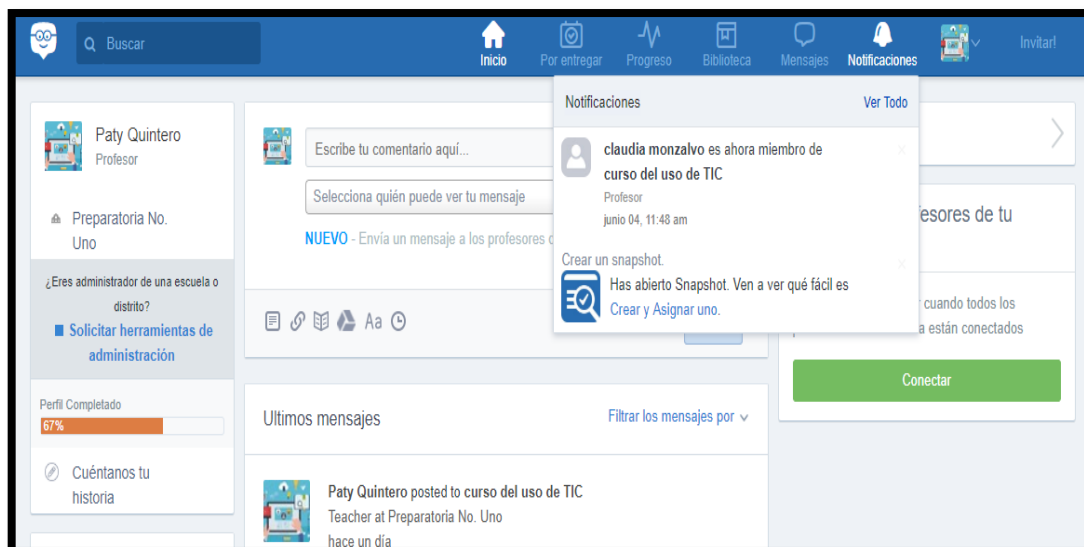 Buscar
Inicio
Por entregar
Progreso
Biblioteca
Mensajes
Notificaciones
Invitar!
Paty Quintero
Profesor
Preparatoria No.
Uno
¿Eres administrador de una escuela o
distrito?
Solicitar herramientas de
administración
Perfil Completado
67%
Cuéntanos tu
historia
Escribe tu comentario aquí...
Selecciona quién puede ver tu mensaje
NUEVO - Envía un mensaje a los profesores
Aa
Ultimos mensajes
Filtrar los mensajes por
Paty Quintero posted to curso del uso de TIC
Teacher at Preparatoria No. Uno
hace un día
Notificaciones
Ver Todo
claudia monzalvo es ahora miembro de
curso del uso de TIC
Profesor
junio 04, 11:48 am
Crear un snapshot.
Has abierto Snapshot. Ven a ver qué fácil es
Crear y Asignar uno.
de tu
cuando todos los
están conectados
Conectar